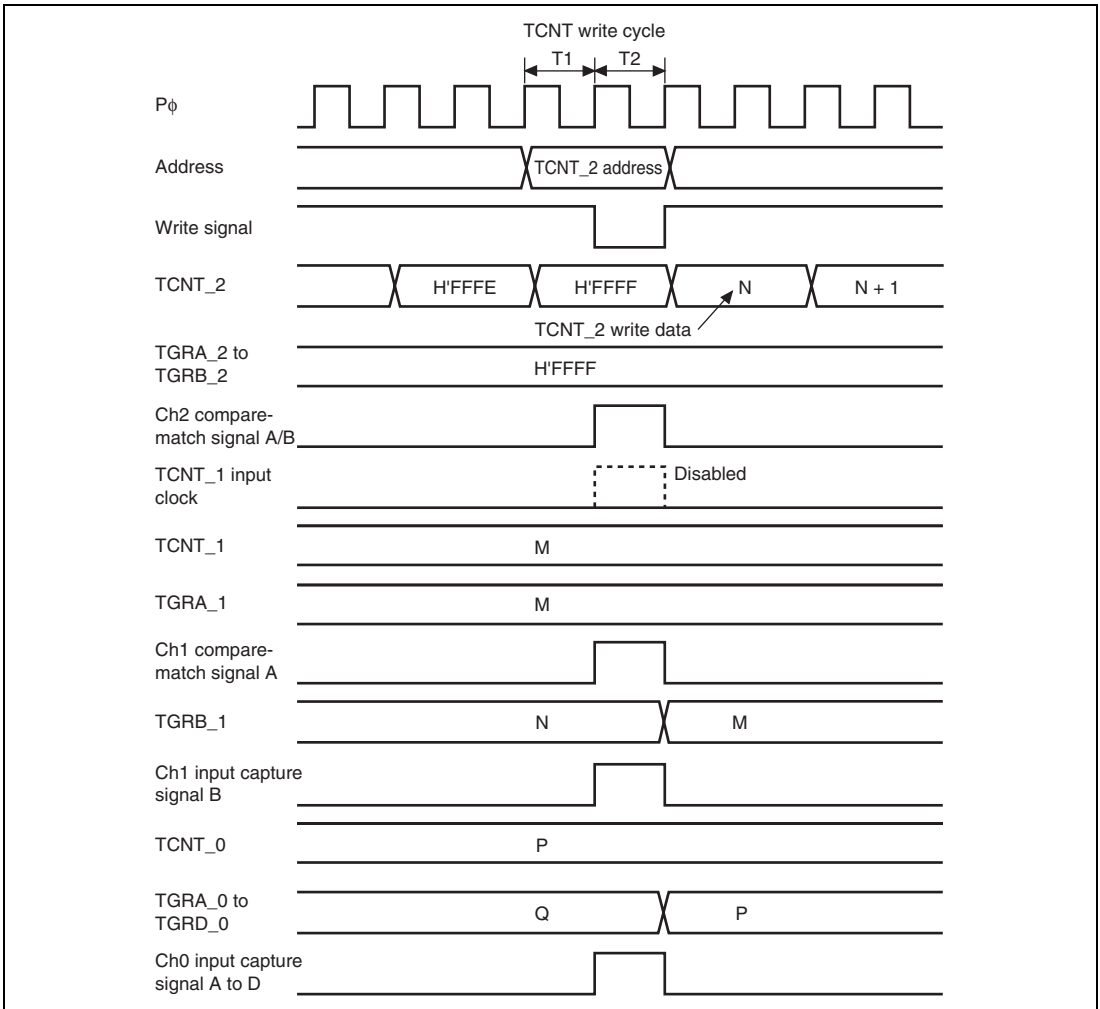 TCNT write cycle
T1 T2
Pϕ
Address
TCNT_2 address
Write signal
TCNT_2
H'FFFE
H'FFFF
N
N + 1
TCNT_2 write data
TGRA_2 to
TGRB_2
H'FFFF
Ch2 compare-
match signal A/B
TCNT_1 input
clock
Disabled
TCNT_1
M
TGRA_1
M
Ch1 compare-
match signal A
TGRB_1
N
M
Ch1 input capture
signal B
TCNT_0
P
TGRA_0 to
TGRD_0
Q
P
Ch0 input capture
signal A to D